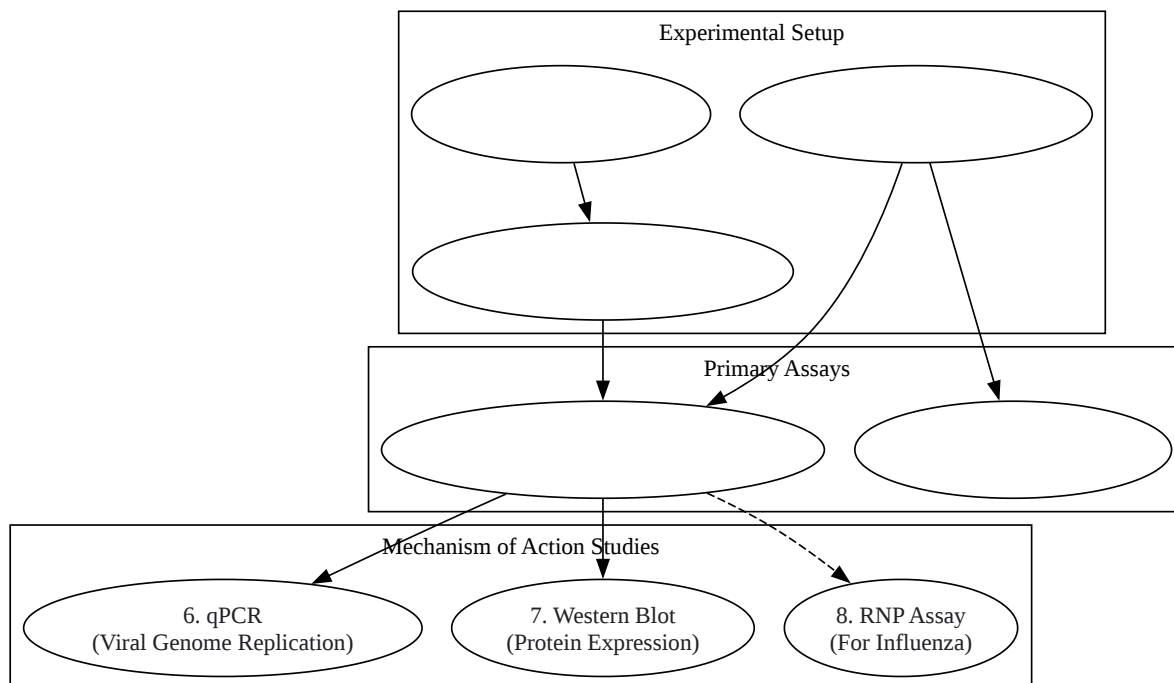 Experimental Setup
Primary Assays
Mechanism of Action Studies
6. qPCR
(Viral Genome Replication)
7. Western Blot
(Protein Expression)
8. RNP Assay
(For Influenza)